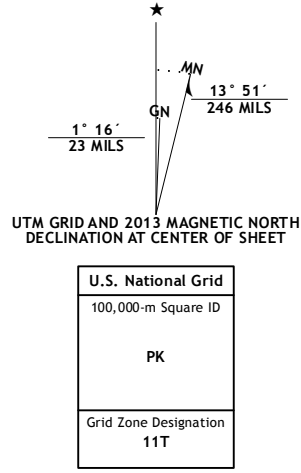 ★
MN
GN
13° 51´
246 MILS
1° 16´
23 MILS
UTM GRID AND 2013 MAGNETIC NORTH
DECLINATION AT CENTER OF SHEET
U.S. National Grid
100,000-m Square ID
PK
Grid Zone Designation
11T